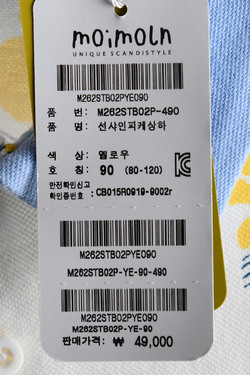 moimoln
UNIQUE SCANDISTYLE
M262STB02PYE090
품 번: M262STB02P-490
품 명: 선샤인피케상하
색 상: 옐로우
호 칭: 90 (80-120)
안전확인신고
확인증번호 : CB015R0919-9002r
M262STB02PYE090
M262STB02P-YE-90-490
M262STB02PYE090
M262STB02P-YE-90
판매가격: ₩ 49,000